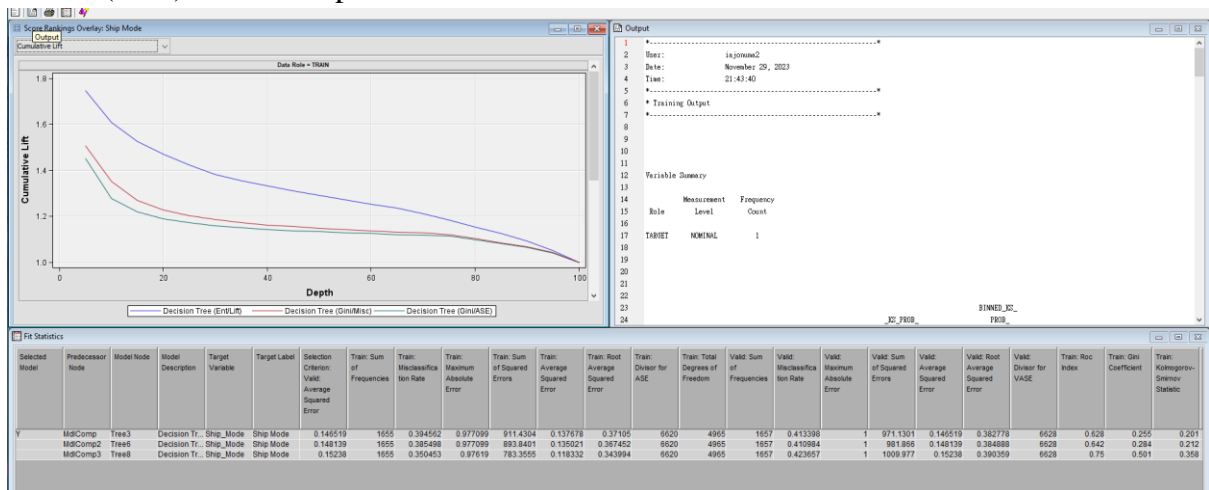 Score Rankings Overlay: Ship Mode
Output
Cumulative Lift
Data Role = TRAIN
Cumulative Lift
1.8
1.6
1.4
1.2
1.0
0 20 40 60 80 100
Depth
Decision Tree (Ent/Lift) Decision Tree (Gini/Misc) Decision Tree (Gini/ASE)
Output
1 *------------------------------------------------------------*
2 User: injonuma2
3 Date: November 29, 2023
4 Time: 21:43:40
5 *------------------------------------------------------------*
6 * Training Output
7 *------------------------------------------------------------*
8
9
10
11
12 Variable Summary
13
14 Measurement Frequency
15 Role Level Count
16
17 TARGET NOMINAL 1
18
19
20
21
22
23 BINNED_KS_
24 _KS_PROB_ PROB_
Fit Statistics
Selected Model Predecessor Node Model Node Model Description Target Variable Target Label Selection Criterion: Valid: Average Squared Error Train: Sum of Frequencies Train: Misclassification Rate Train: Maximum Absolute Error Train: Sum of Squared Errors Train: Average Squared Error Train: Root Average Squared Error Train: Divisor for ASE Train: Total Degrees of Freedom Valid: Sum of Frequencies Valid: Misclassification Rate Valid: Maximum Absolute Error Valid: Sum of Squared Errors Valid: Average Squared Error Valid: Root Average Squared Error Valid: Divisor for VASE Train: Roc Index Train: Gini Coefficient Train: Kolmogorov-Smirnov Statistic
Y MdlComp Tree3 Decision Tr... Ship_Mode Ship Mode 0.146519 1655 0.394562 0.977099 911.4304 0.137678 0.37105 6620 4965 1657 0.413398 1 971.1301 0.146519 0.382778 6628 0.628 0.255 0.201
MdlComp2 Tree6 Decision Tr... Ship_Mode Ship Mode 0.148139 1655 0.385498 0.977099 893.8401 0.135021 0.367452 6620 4965 1657 0.410984 1 981.866 0.148139 0.384888 6628 0.642 0.284 0.212
MdlComp3 Tree8 Decision Tr... Ship_Mode Ship Mode 0.15238 1655 0.350453 0.97619 783.3555 0.118332 0.343994 6620 4965 1657 0.423657 1 1009.977 0.15238 0.390359 6628 0.75 0.501 0.358